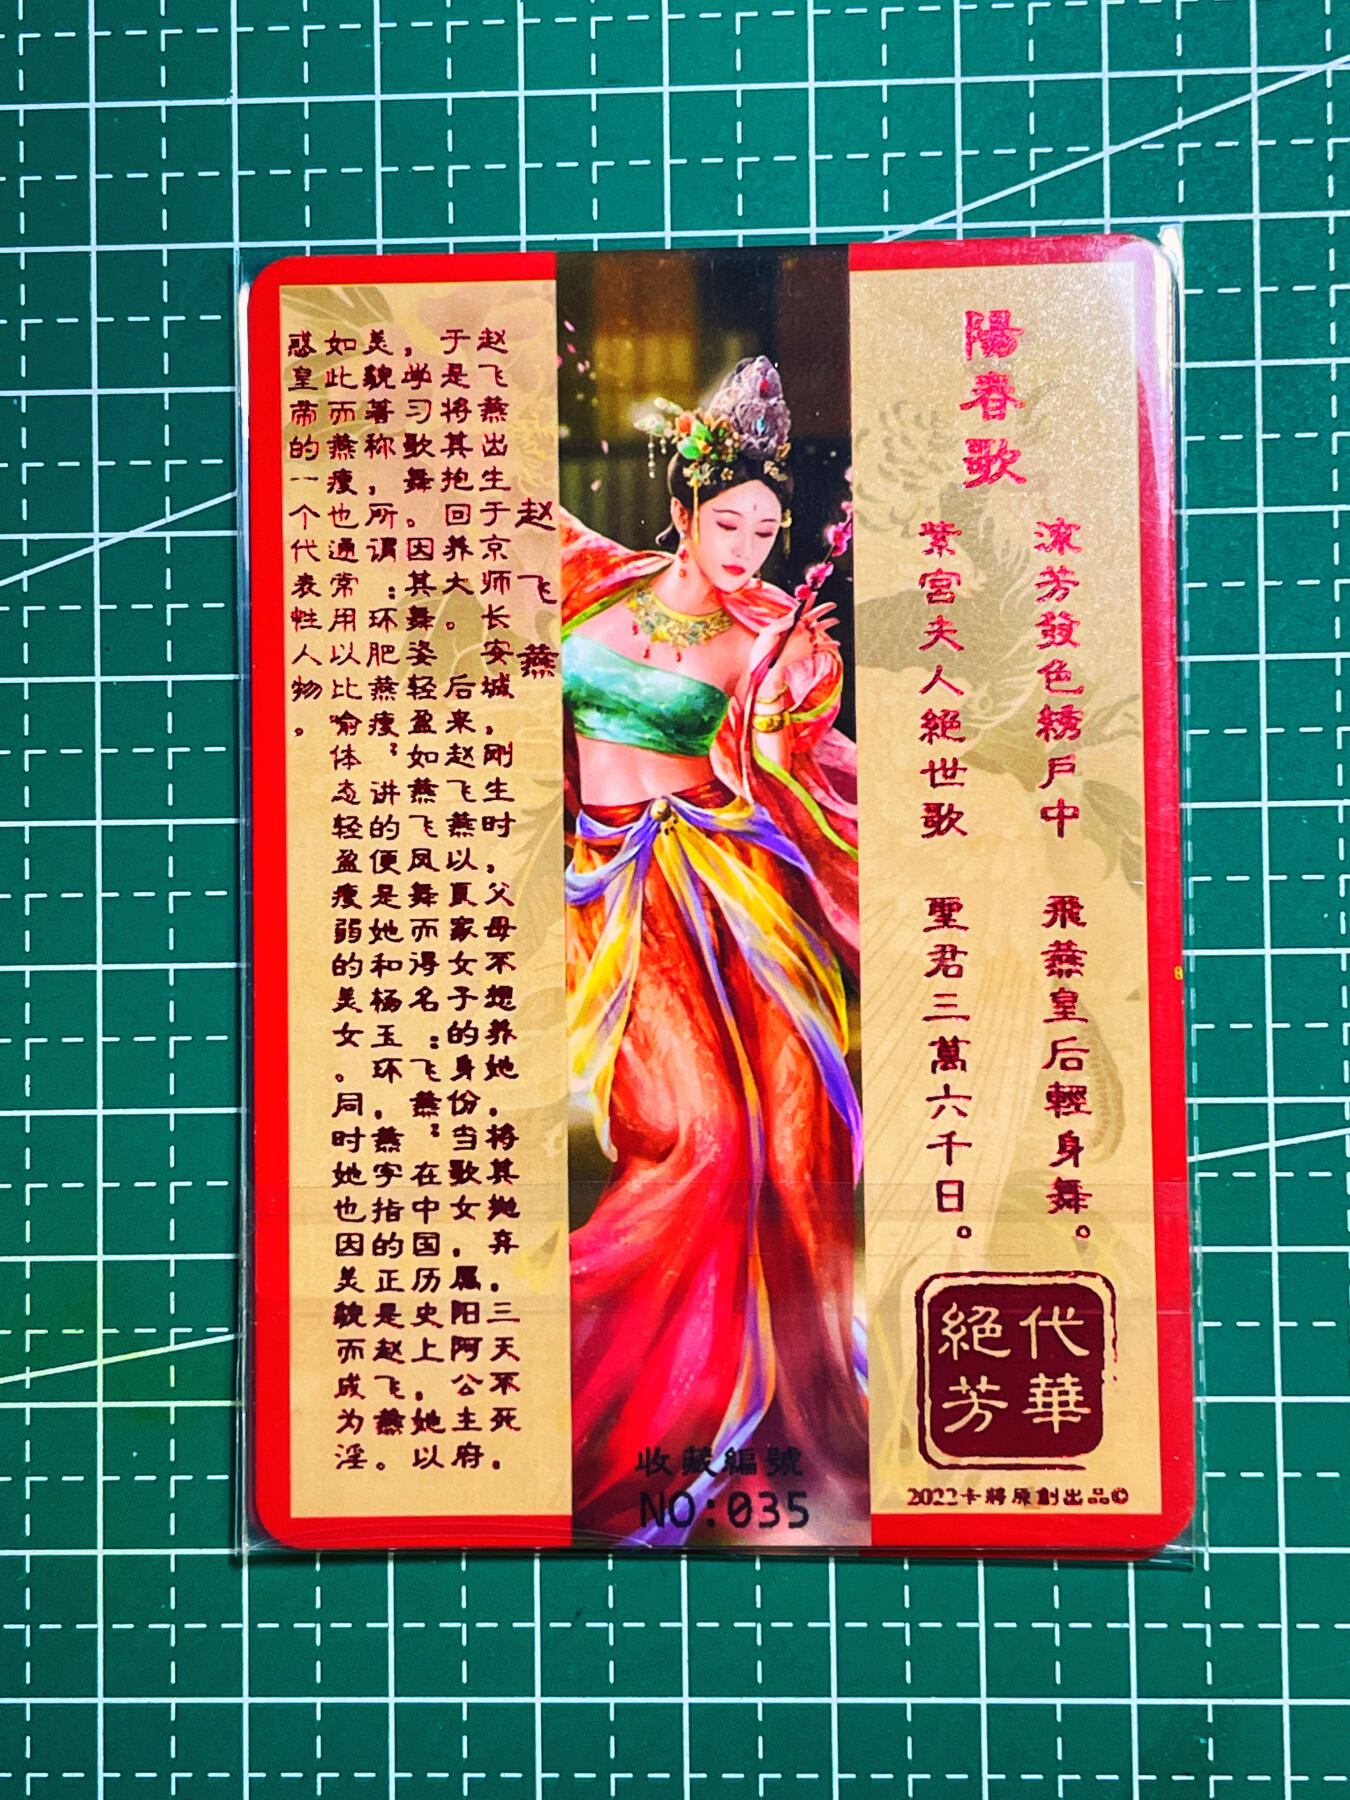 陽春歌
流芳發色綉戶中 飛燕皇后輕身舞。
紫宮夫人絕世歌 聖君三萬六千日。
代華
絕芳
2022卡將原創出品©
收藏編號
NO:035
赵飞燕
赵飞燕出生于京师长安城，刚生时，父母不想养她，将其抛弃，三天不死，
于是将其抱回养大。后来赵飞燕以夏家女子的身份，当歌女，属阳阿公主府，
，学习歌舞。因其舞姿轻盈如燕飞凤舞而得名：飞燕；在中国历史上，她以
美貌著称，所谓：环肥燕瘦；讲的便是她和杨玉环，燕字指的正是赵飞燕。
如此而燕瘦也通常用以比喻体态轻盈瘦弱的美女。同时她也因美貌而成为淫
惑皇帝的一个代表性人物。